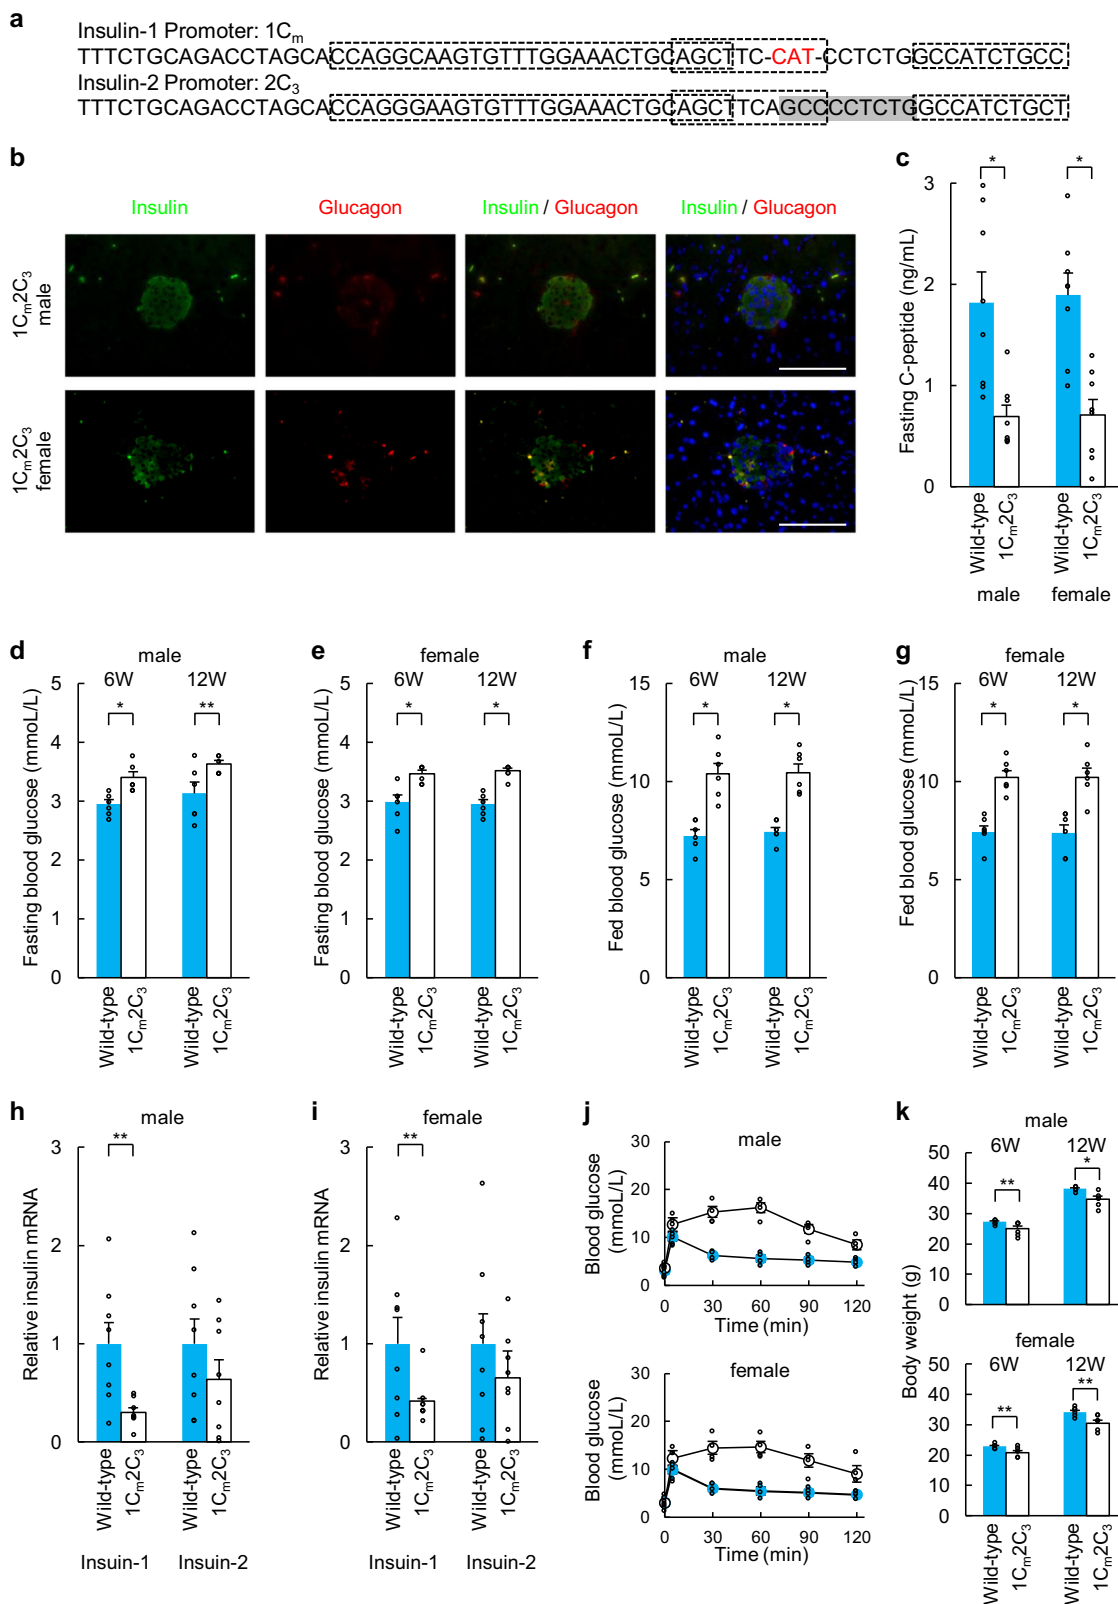 a
Insulin-1 Promoter: 1Cm
TTTCTGCAGACCTAGCACCAGGCAAGTGTTTGGAAACTGCAGCTTC-CAT-CCTCTGGCCATCTGCC
Insulin-2 Promoter: 2C3
TTTCTGCAGACCTAGCACCAGGGAAGTGTTTGGAAACTGCAGCTTCAGCCCCTCTGGCCATCTGCT
b
Insulin
Glucagon
Insulin / Glucagon
Insulin / Glucagon
1Cm2C3
male
1Cm2C3
female
c
Fasting C-peptide (ng/mL)
3
2
1
0
*
*
Wild-type
1Cm2C3
Wild-type
1Cm2C3
male
female
d
male
6W
12W
Fasting blood glucose (mmoL/L)
5
4
3
2
1
0
*
**
Wild-type
1Cm2C3
Wild-type
1Cm2C3
e
female
6W
12W
Fasting blood glucose (mmoL/L)
5
4
3
2
1
0
*
*
Wild-type
1Cm2C3
Wild-type
1Cm2C3
f
male
6W
12W
Fed blood glucose (mmoL/L)
15
10
5
0
*
*
Wild-type
1Cm2C3
Wild-type
1Cm2C3
g
female
6W
12W
Fed blood glucose (mmoL/L)
15
10
5
0
*
*
Wild-type
1Cm2C3
Wild-type
1Cm2C3
h
male
Relative insulin mRNA
3
2
1
0
**
Wild-type
1Cm2C3
Wild-type
1Cm2C3
Insuin-1
Insuin-2
i
female
Relative insulin mRNA
3
2
1
0
**
Wild-type
1Cm2C3
Wild-type
1Cm2C3
Insuin-1
Insuin-2
j
male
Blood glucose
(mmoL/L)
30
20
10
0
0 30 60 90 120
Time (min)
female
Blood glucose
(mmoL/L)
30
20
10
0
0 30 60 90 120
Time (min)
k
male
6W
12W
Body weight (g)
50
40
30
20
10
0
**
*
female
6W
12W
50
40
30
20
10
0
**
**
Wild-type
1Cm2C3
Wild-type
1Cm2C3